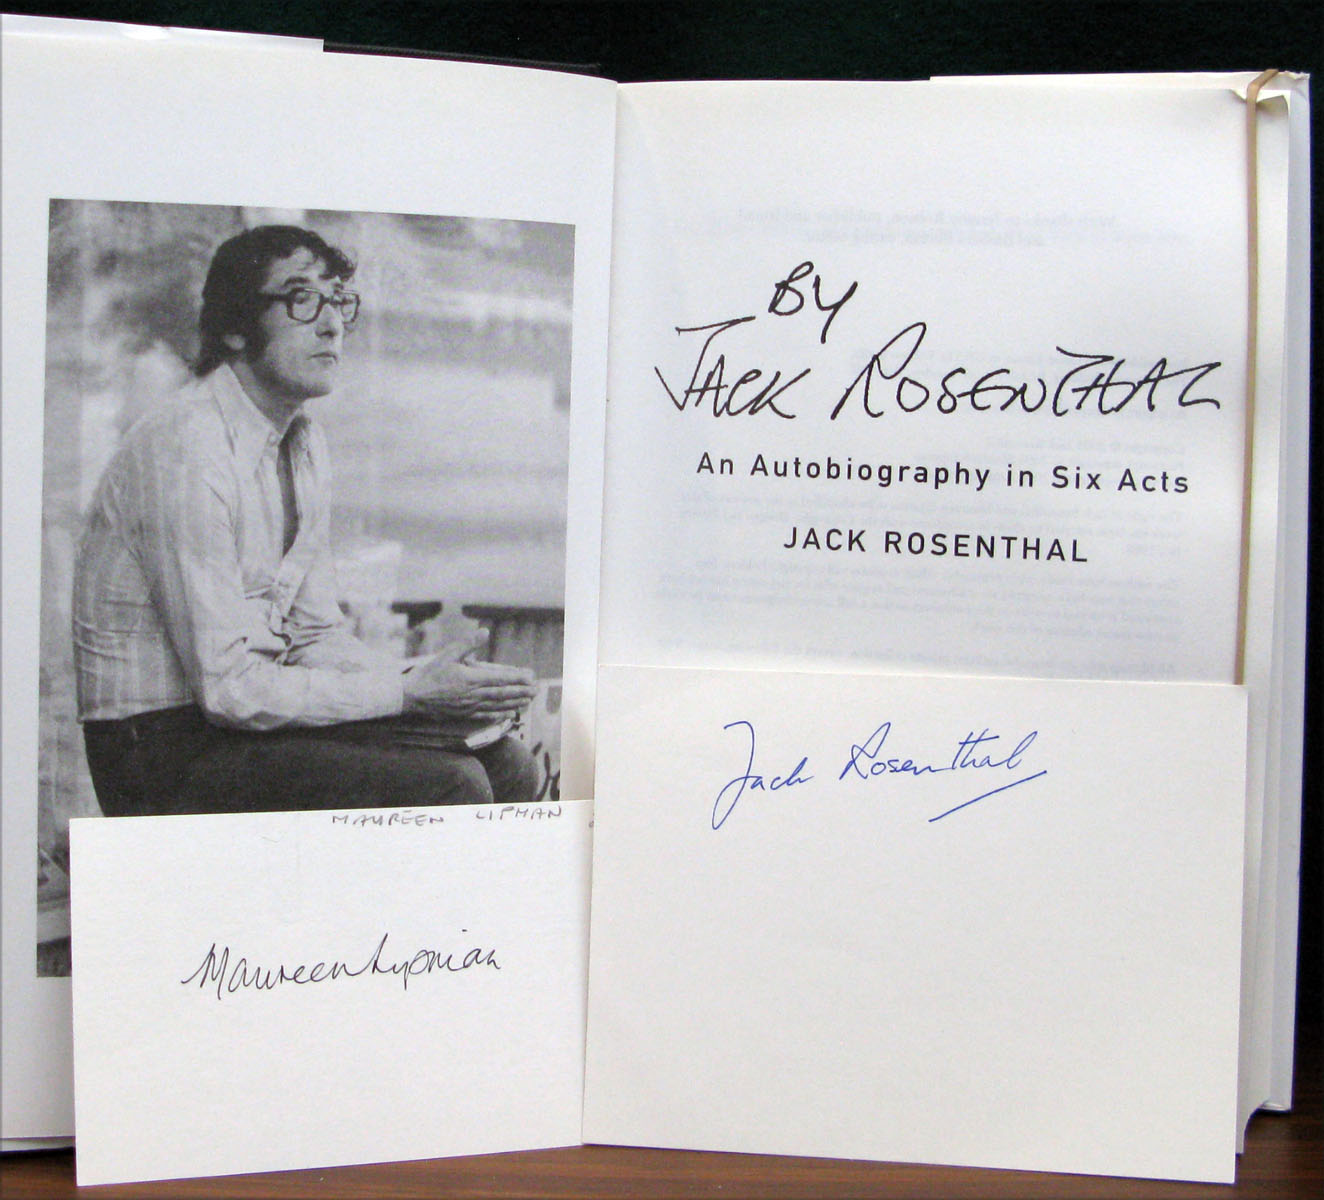 BY
JACK ROSENTHAL
An Autobiography in Six Acts
JACK ROSENTHAL
Jack Rosenthal
MAUREEN LIPMAN
Maureen Lipman